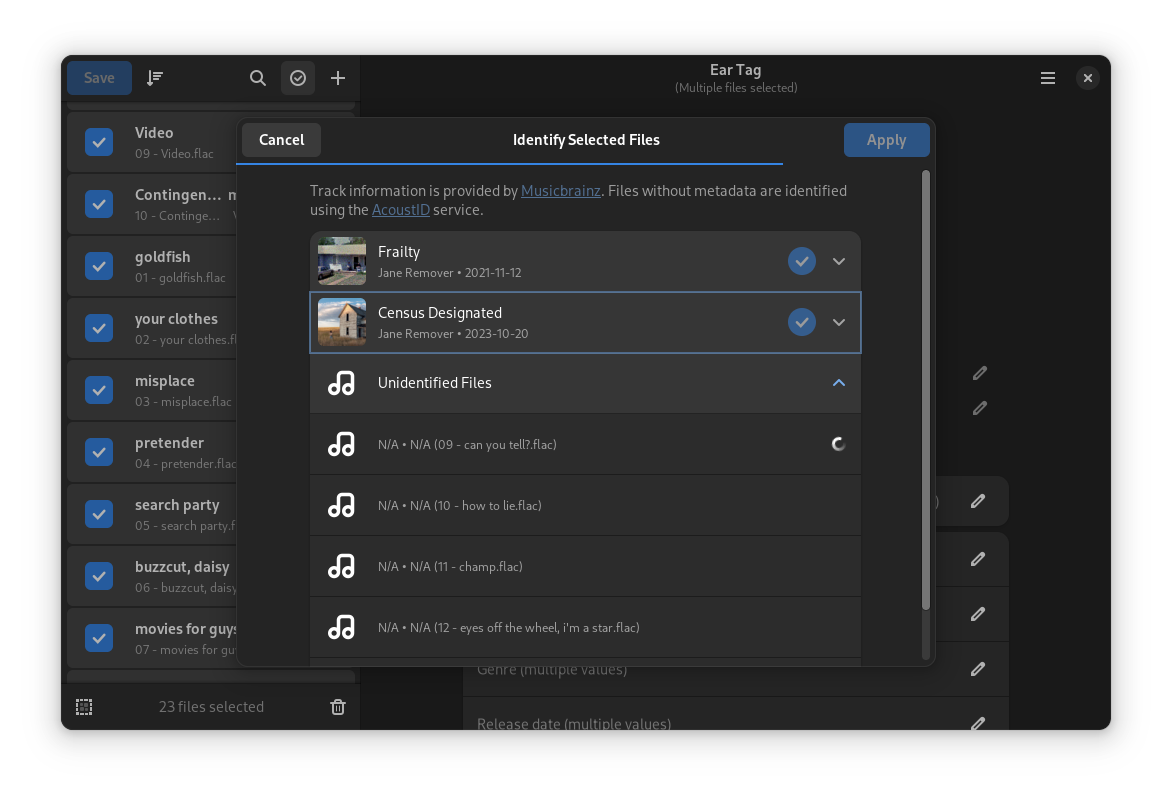 Save
Ear Tag
(Multiple files selected)
Video
09 - Video.flac
Contingen…
10 - Continge…
goldfish
01 - goldfish.flac
your clothes
02 - your clothes.fl
misplace
03 - misplace.flac
pretender
04 - pretender.flac
search party
05 - search party.f
buzzcut, daisy
06 - buzzcut, daisy
movies for guys
07 - movies for gu
23 files selected
Cancel
Identify Selected Files
Apply
Track information is provided by Musicbrainz. Files without metadata are identified
using the AcoustID service.
Frailty
Jane Remover • 2021-11-12
Census Designated
Jane Remover • 2023-10-20
Unidentified Files
N/A • N/A (09 - can you tell?.flac)
N/A • N/A (10 - how to lie.flac)
N/A • N/A (11 - champ.flac)
N/A • N/A (12 - eyes off the wheel, i'm a star.flac)
Genre (multiple values)
Release date (multiple values)